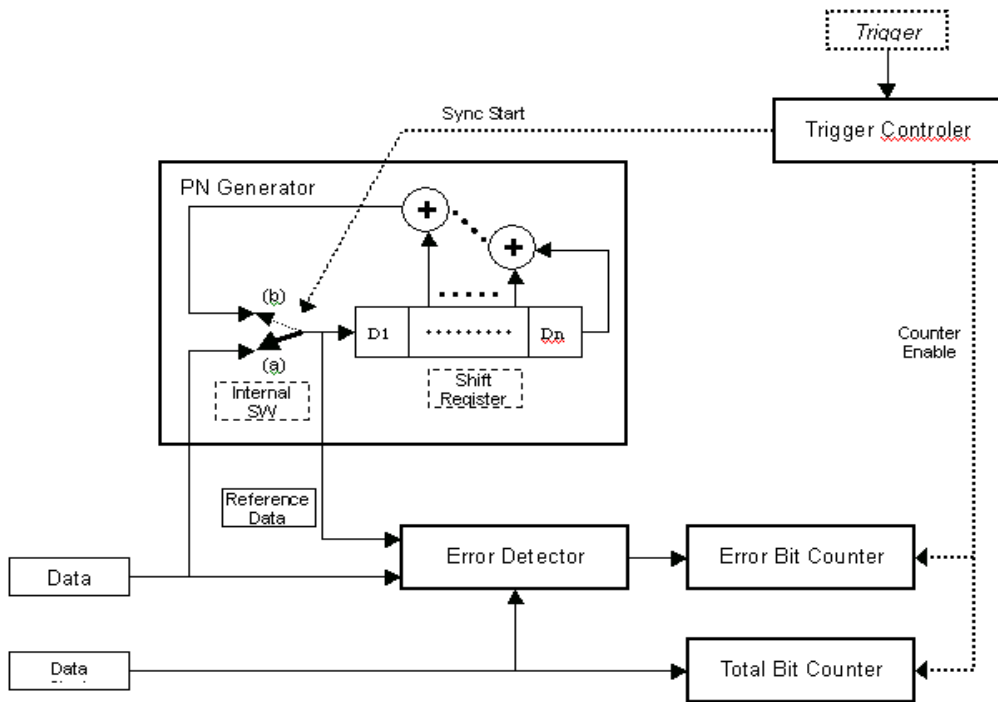 Trigger
Sync Start
Trigger Controler
PN Generator
+
+
(b)
D1
Dn
(a)
Internal
SW
Shift
Register
Counter
Enable
Reference
Data
Error Detector
Error Bit Counter
Data
Data
Total Bit Counter